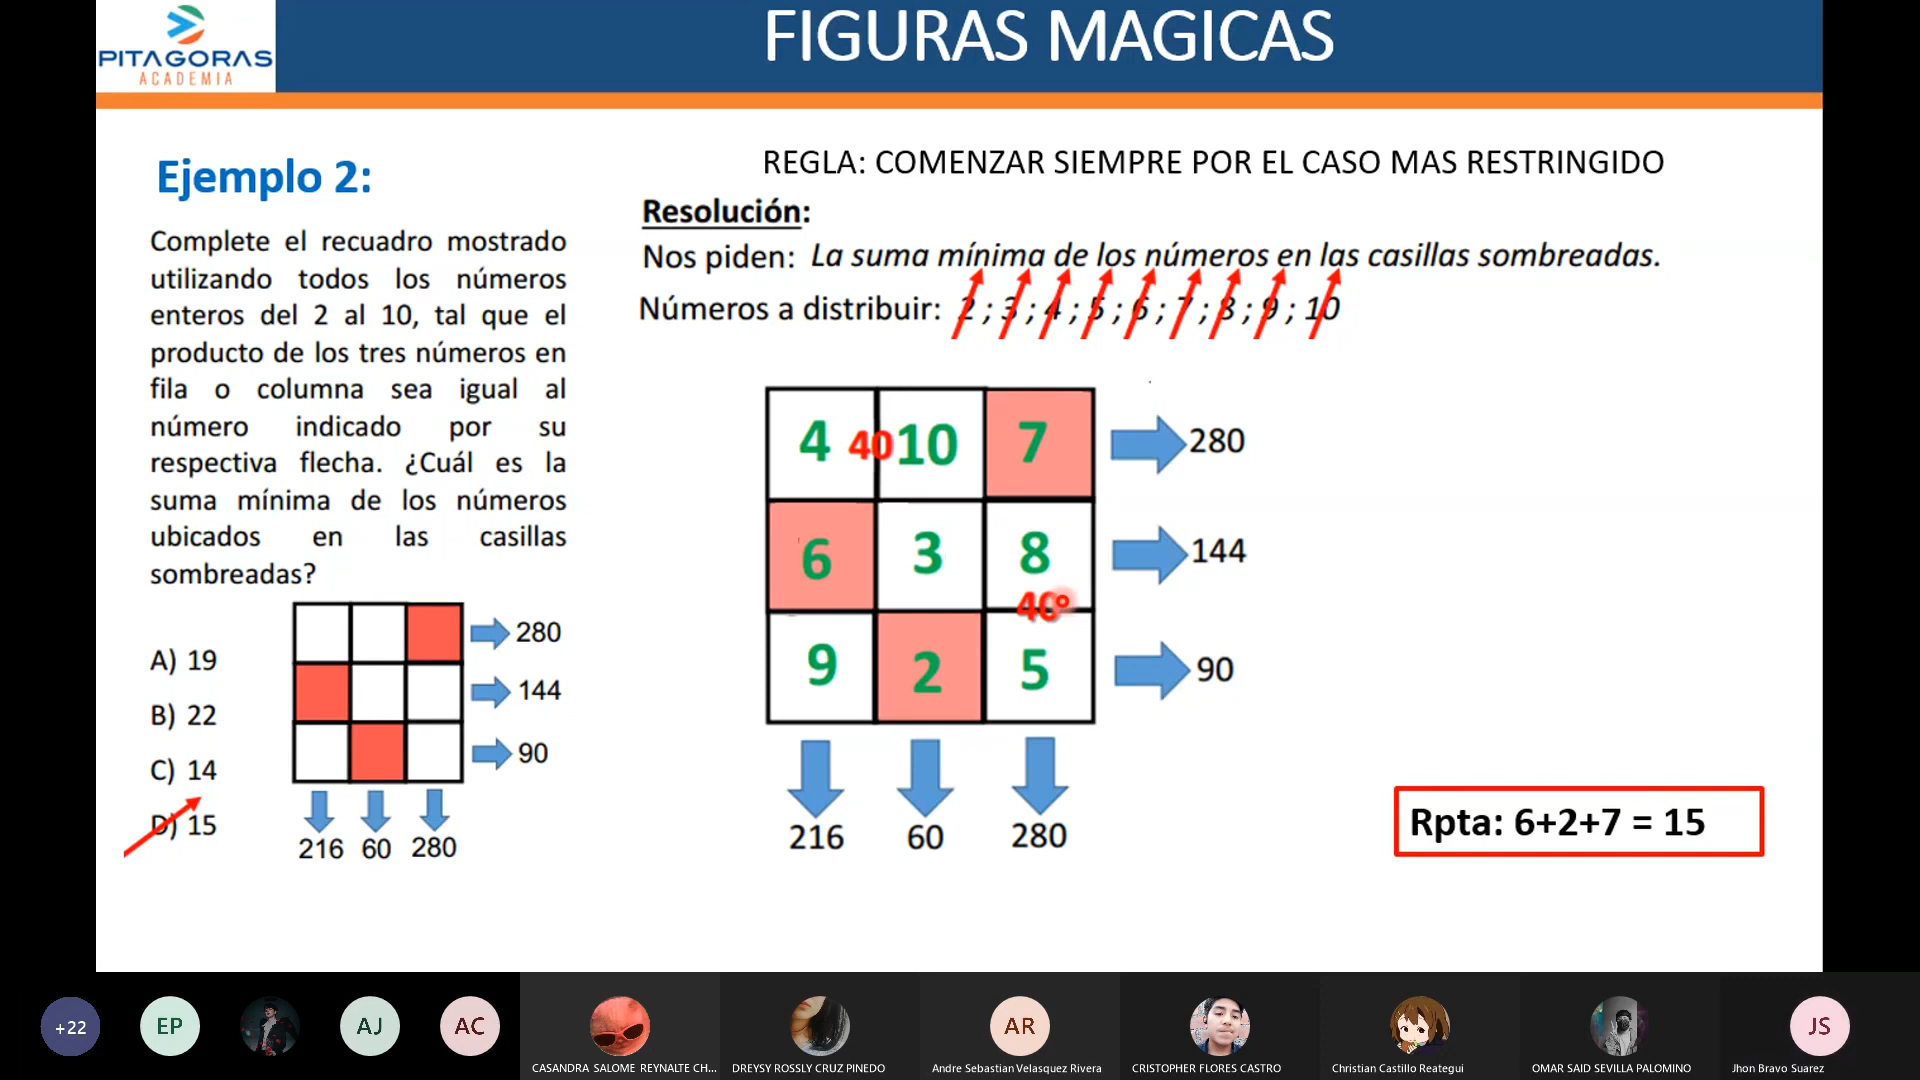 PITAGORAS
ACADEMIA
FIGURAS MAGICAS
Ejemplo 2:
Complete el recuadro mostrado
utilizando todos los números
enteros del 2 al 10, tal que el
producto de los tres números en
fila o columna sea igual al
número indicado por su
respectiva flecha. ¿Cuál es la
suma mínima de los números
ubicados en las casillas
sombreadas?
A) 19
B) 22
C) 14
D) 15
280
144
90
216 60 280
REGLA: COMENZAR SIEMPRE POR EL CASO MAS RESTRINGIDO
Resolución:
Nos piden: La suma mínima de los números en las casillas sombreadas.
Números a distribuir: 2 ; 3 ; 4 ; 5 ; 6 ; 7 ; 8 ; 9 ; 10
4 40 10 7 280
6 3 8 144
40
9 2 5 90
216 60 280
Rpta: 6+2+7 = 15
+22 EP AJ AC AR JS
CASANDRA SALOME REYNALTE CH... DREYSY ROSSLY CRUZ PINEDO Andre Sebastian Velasquez Rivera CRISTOPHER FLORES CASTRO Christian Castillo Reategui OMAR SAID SEVILLA PALOMINO Jhon Bravo Suarez